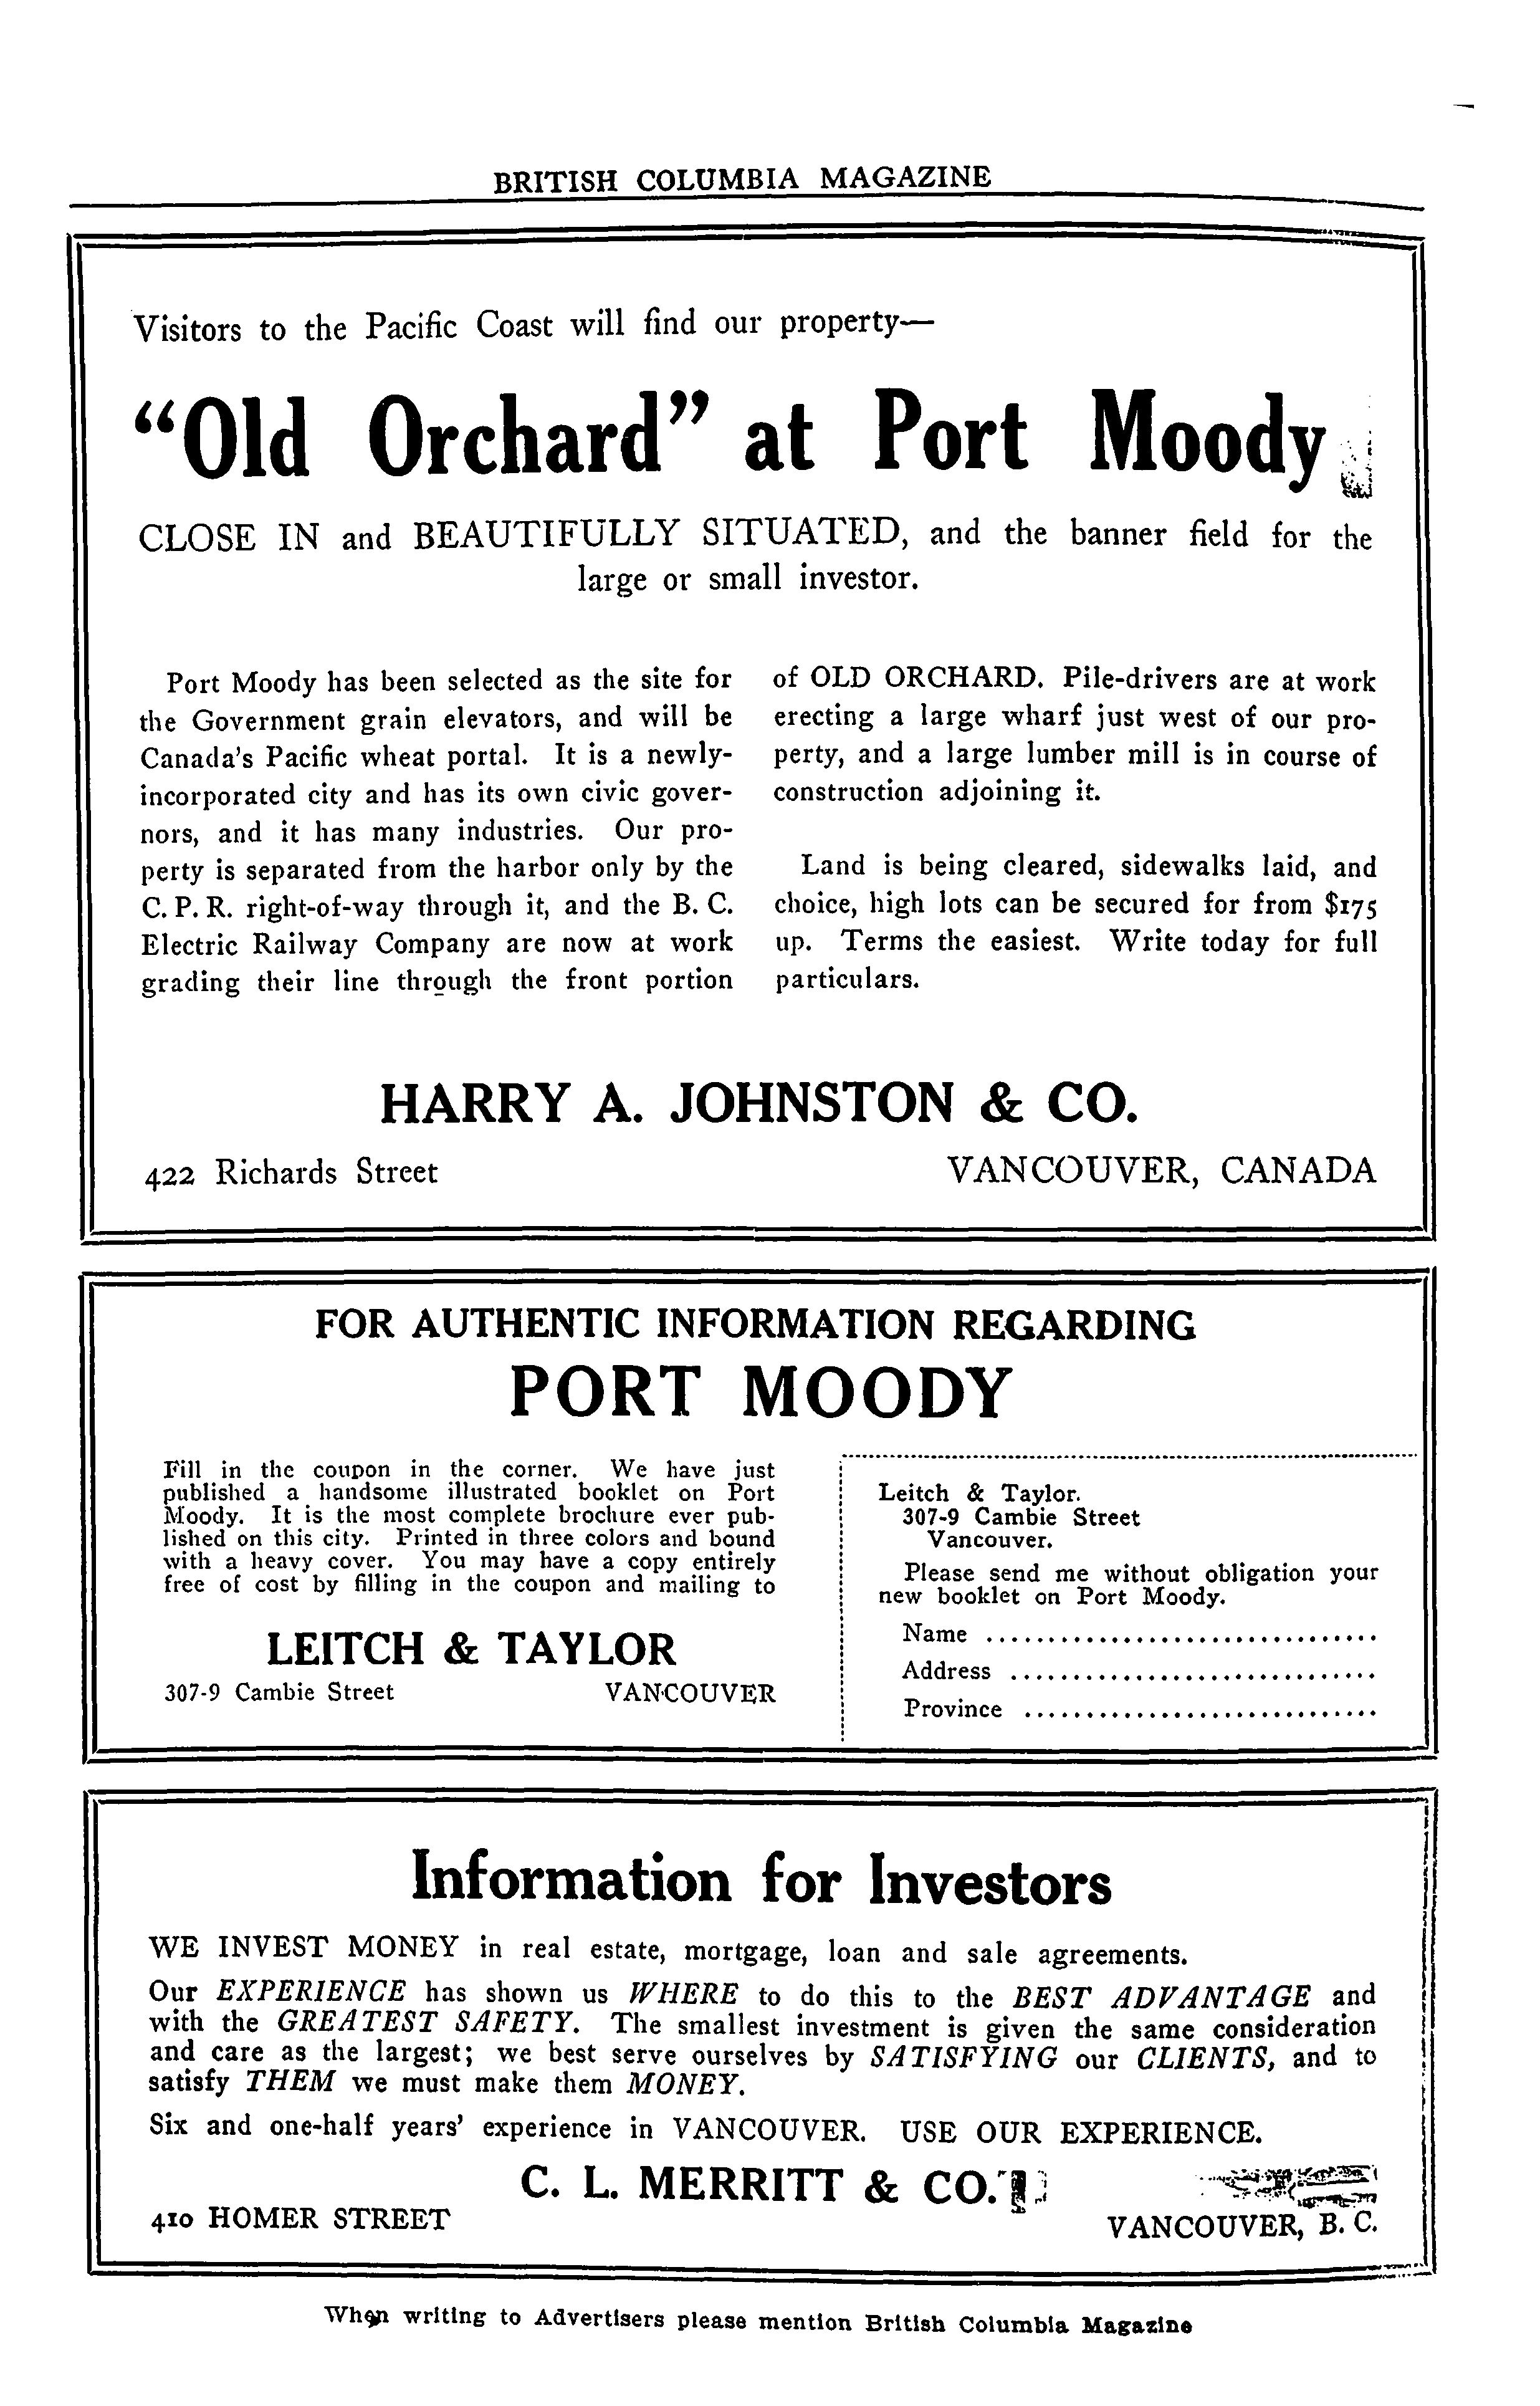 BRITISH COLUMBIA MAGAZINE
Visitors to the Pacific Coast will find our property—
“Old Orchard” at Port Moody
CLOSE IN and BEAUTIFULLY SITUATED, and the banner field for the
large or small investor.
Port Moody has been selected as the site for
the Government grain elevators, and will be
Canada's Pacific wheat portal. It is a newly-
incorporated city and has its own civic gover-
nors, and it has many industries. Our pro-
perty is separated from the harbor only by the
C. P. R. right-of-way through it, and the B. C.
Electric Railway Company are now at work
grading their line through the front portion
of OLD ORCHARD. Pile-drivers are at work
erecting a large wharf just west of our pro-
perty, and a large lumber mill is in course of
construction adjoining it.
Land is being cleared, sidewalks laid, and
choice, high lots can be secured for from $175
up. Terms the easiest. Write today for full
particulars.
HARRY A. JOHNSTON & CO.
422 Richards Street VANCOUVER, CANADA
FOR AUTHENTIC INFORMATION REGARDING
PORT MOODY
Fill in the coupon in the corner. We have just
published a handsome illustrated booklet on Port
Moody. It is the most complete brochure ever pub-
lished on this city. Printed in three colors and bound
with a heavy cover. You may have a copy entirely
free of cost by filling in the coupon and mailing to
LEITCH & TAYLOR
307-9 Cambie Street VANCOUVER
Leitch & Taylor.
307-9 Cambie Street
Vancouver.
Please send me without obligation your
new booklet on Port Moody.
Name ................................
Address ..............................
Province .............................
Information for Investors
WE INVEST MONEY in real estate, mortgage, loan and sale agreements.
Our EXPERIENCE has shown us WHERE to do this to the BEST ADVANTAGE and
with the GREATEST SAFETY. The smallest investment is given the same consideration
and care as the largest; we best serve ourselves by SATISFYING our CLIENTS, and to
satisfy THEM we must make them MONEY.
Six and one-half years' experience in VANCOUVER. USE OUR EXPERIENCE.
C. L. MERRITT & CO.
410 HOMER STREET VANCOUVER, B. C.
When writing to Advertisers please mention British Columbia Magazine